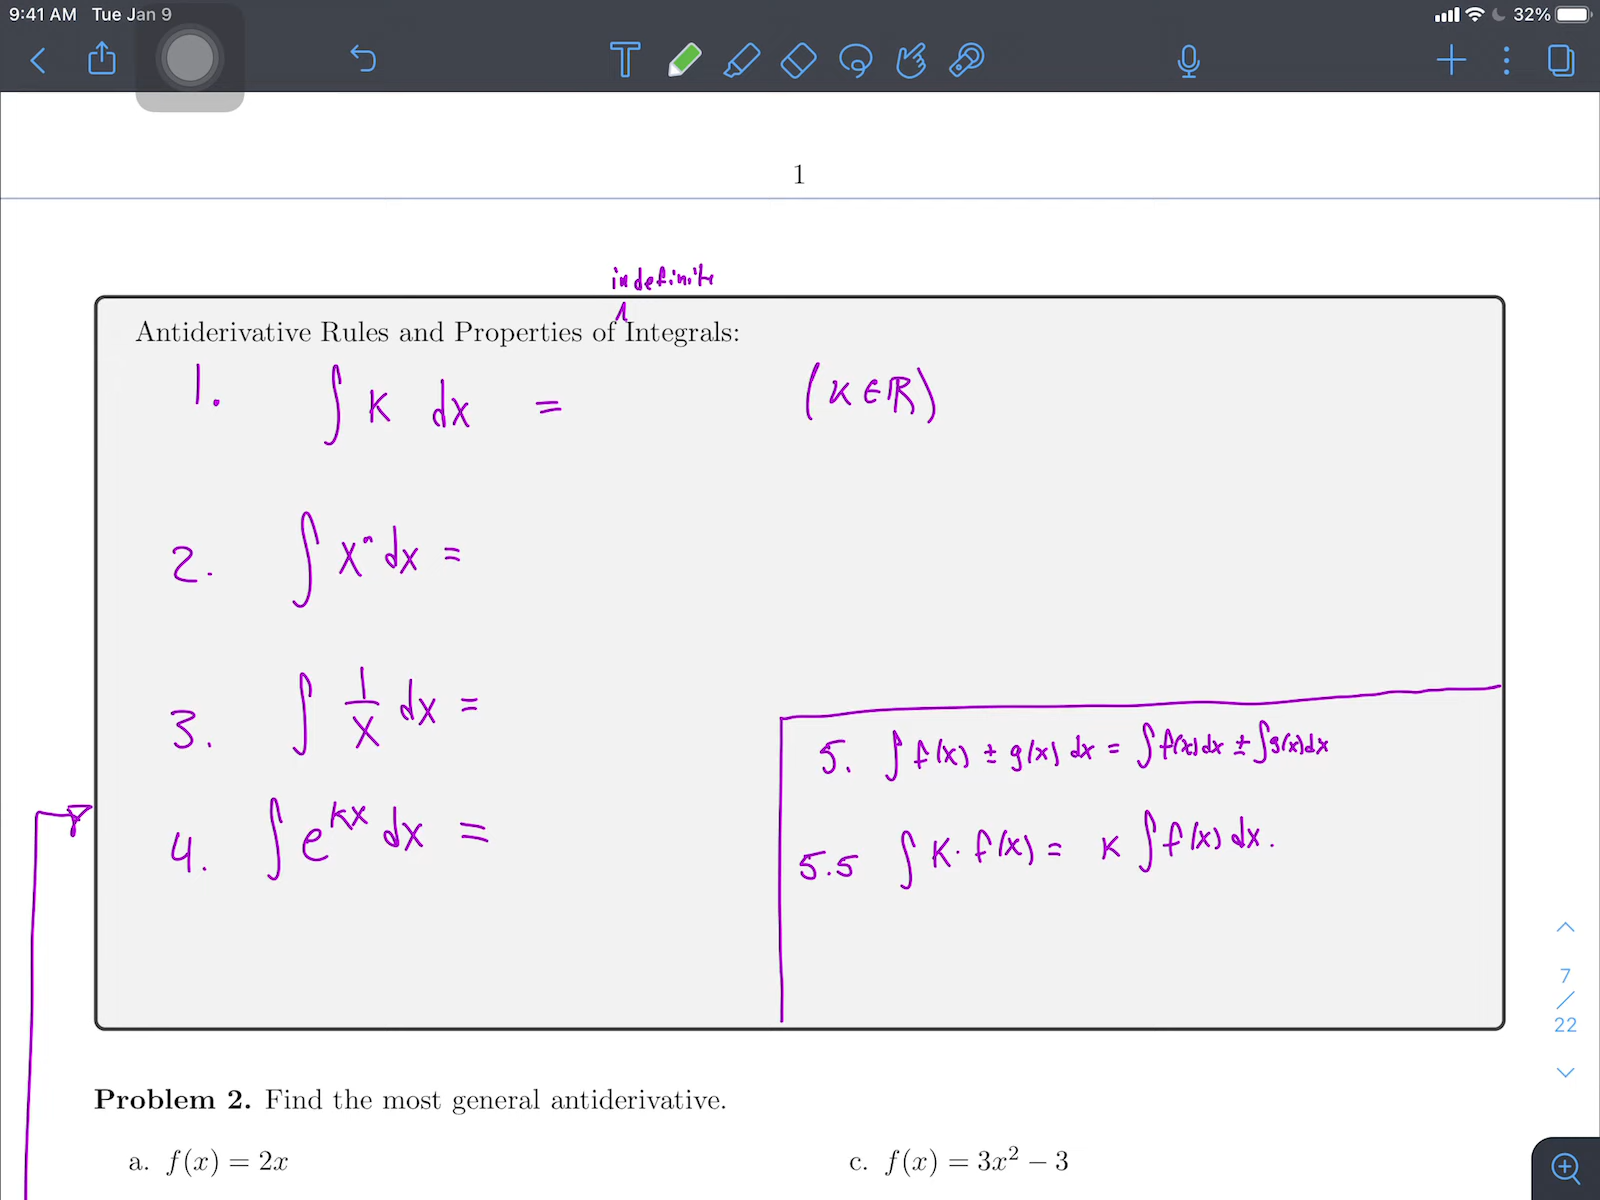 9:41 AM Tue Jan 9 32%
1
indefinite
Antiderivative Rules and Properties of Integrals:
1. ∫ K dx = (K ∈ ℝ)
2. ∫ xⁿ dx =
3. ∫ 1/x dx =
4. ∫ e^{kx} dx =
5. ∫ f(x) ± g(x) dx = ∫ f(x) dx ± ∫ g(x) dx
5.5 ∫ K · f(x) = K ∫ f(x) dx.
7
/
22
Problem 2. Find the most general antiderivative.
a. f(x) = 2x
c. f(x) = 3x² − 3